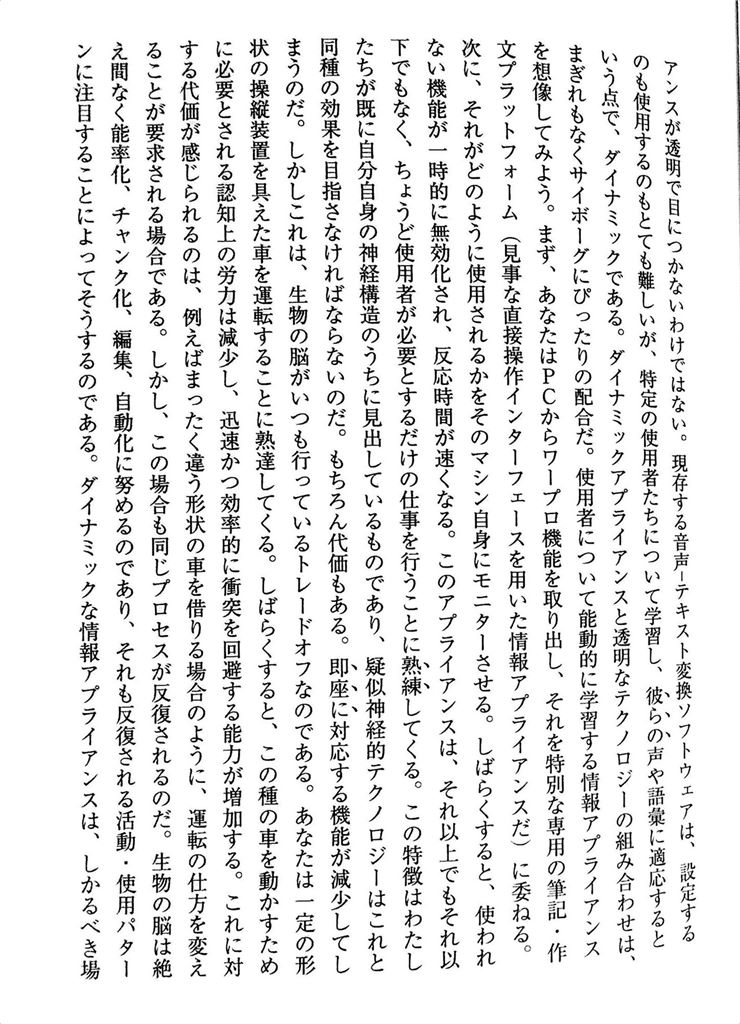 アンスが透明で目につかないわけではない。現存する音声−テキスト変換ソフトウェアは、設定する
のも使用するのもとても難しいが、特定の使用者たちについて学習し、彼らの声や語彙に適応すると
いう点で、ダイナミックである。ダイナミックアプライアンスと透明なテクノロジーの組み合わせは、
まぎれもなくサイボーグにぴったりの配合だ。使用者について能動的に学習する情報アプライアンス
を想像してみよう。まず、あなたはPCからワープロ機能を取り出し、それを特別な専用の筆記・作
文プラットフォーム（見事な直接操作インターフェースを用いた情報アプライアンスだ）に委ねる。
次に、それがどのように使用されるかをそのマシン自身にモニターさせる。しばらくすると、使われ
ない機能が一時的に無効化され、反応時間が速くなる。このアプライアンスは、それ以上でもそれ以
下でもなく、ちょうど使用者が必要とするだけの仕事を行うことに熟練してくる。この特徴はわたし
たちが既に自分自身の神経構造のうちに見出しているものであり、疑似神経的テクノロジーはこれと
同種の効果を目指さなければならないのだ。もちろん代価もある。即座に対応する機能が減少してし
まうのだ。しかしこれは、生物の脳がいつも行っているトレードオフなのである。あなたは一定の形
状の操縦装置を具えた車を運転することに熟達してくる。しばらくすると、この種の車を動かすため
に必要とされる認知上の労力は減少し、迅速かつ効率的に衝突を回避する能力が増加する。これに対
する代価が感じられるのは、例えばまったく違う形状の車を借りる場合のように、運転の仕方を変え
ることが要求される場合である。しかし、この場合も同じプロセスが反復されるのだ。生物の脳は絶
え間なく能率化、チャンク化、編集、自動化に努めるのであり、それも反復される活動・使用パター
ンに注目することによってそうするのである。ダイナミックな情報アプライアンスは、しかるべき場